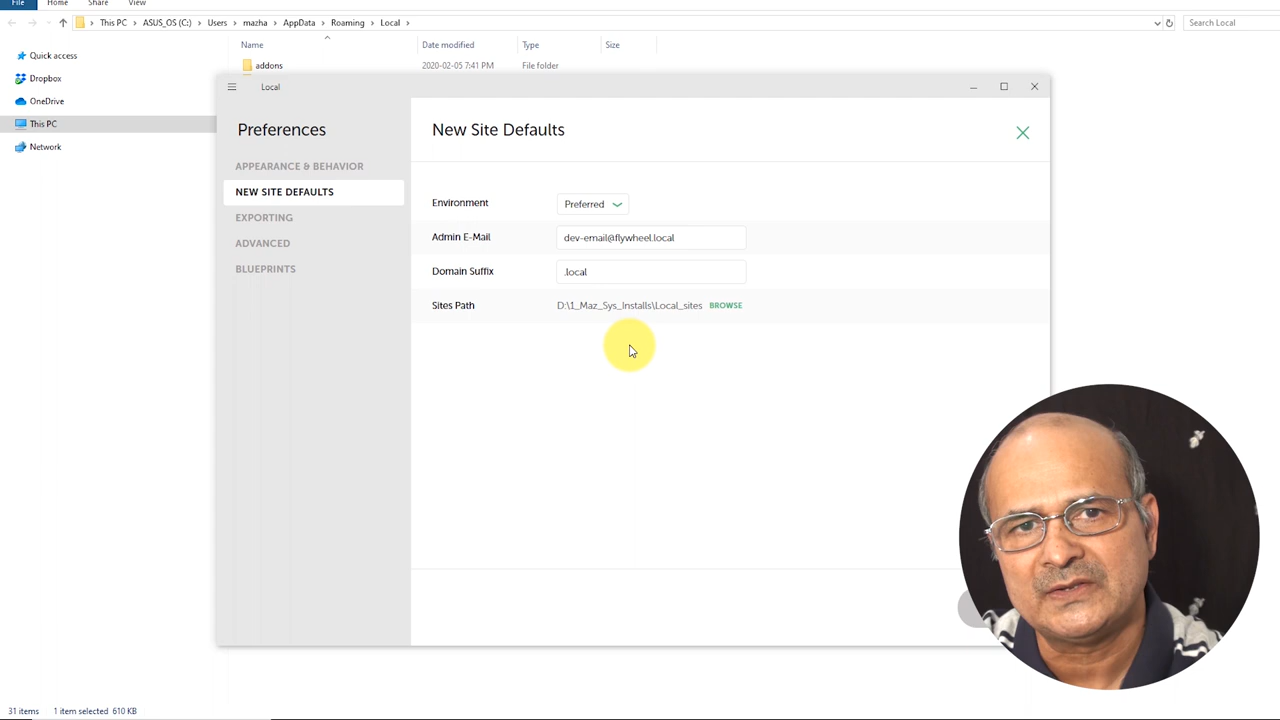 File Home Share View
This PC > ASUS_OS (C:) > Users > mazha > AppData > Roaming > Local >
Search Local
Quick access
Dropbox
OneDrive
This PC
Network
Name Date modified Type Size
addons 2020-02-05 7:41 PM File folder
Local
Preferences
APPEARANCE & BEHAVIOR
NEW SITE DEFAULTS
EXPORTING
ADVANCED
BLUEPRINTS
New Site Defaults
Environment Preferred
Admin E-Mail dev-email@flywheel.local
Domain Suffix .local
Sites Path D:\1_Maz_Sys_Installs\Local_sites BROWSE
31 items 1 item selected 610 KB